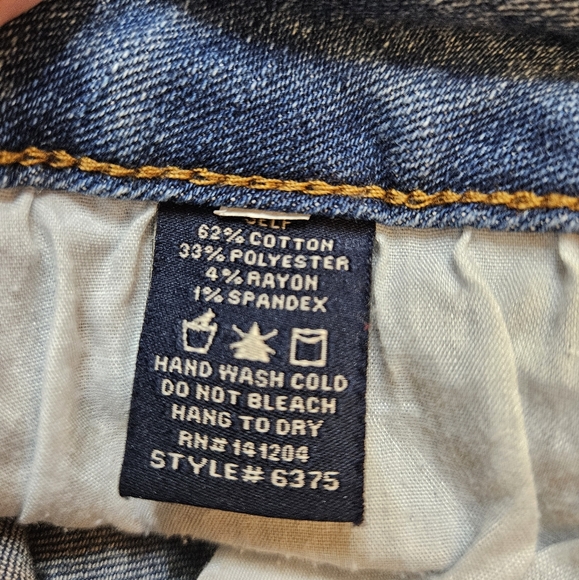 SELF
62% COTTON
33% POLYESTER
4% RAYON
1% SPANDEX
HAND WASH COLD
DO NOT BLEACH
HANG TO DRY
RN# 141204
STYLE# 6375